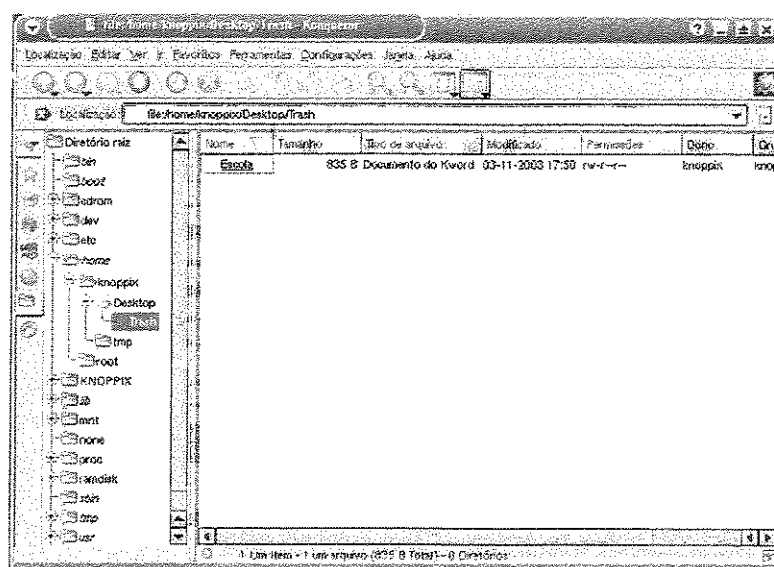 file:/home/knoppix/Desktop/Trash - Konqueror
Localização Editar Ver Ir Favoritos Ferramentas Configurações Janela Ajuda
Localização: file:/home/knoppix/Desktop/Trash
Diretório raiz
bin
boot
cdrom
dev
etc
home
knoppix
Desktop
Trash
tmp
root
KNOPPIX
lib
mnt
none
proc
ramdisk
sbin
tmp
usr
Nome Tamanho Tipo de arquivo Modificado Permissões Dono
Escola 835 B Documento do Kword 03-11-2003 17:50 rw-r--r-- knoppix
1 Um Item - 1 um arquivo (835 B Total) - 0 Diretórios